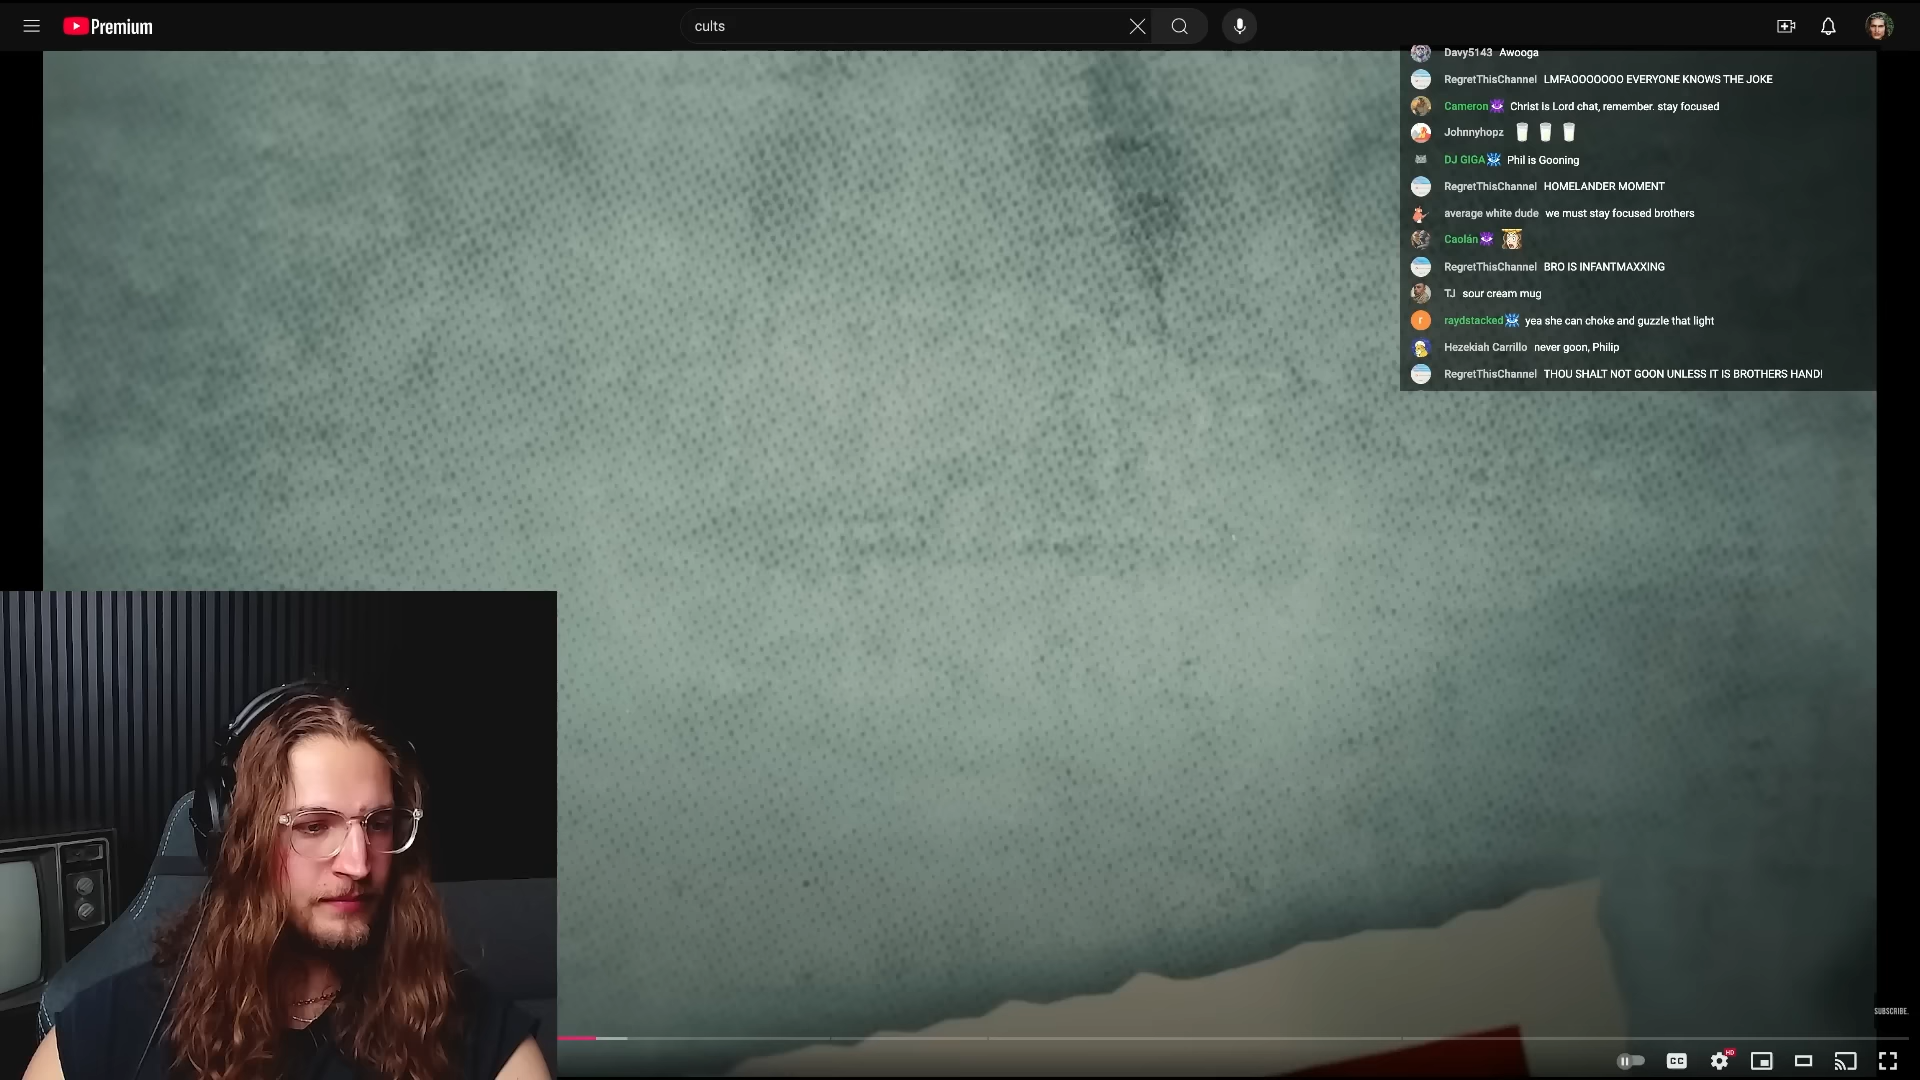 Premium
cults
Davy5143 Awooga
RegretThisChannel LMFAOOOOOOO EVERYONE KNOWS THE JOKE
Cameron Christ is Lord chat, remember. stay focused
Johnnyhopz
DJ GIGA Phil is Gooning
RegretThisChannel HOMELANDER MOMENT
average white dude we must stay focused brothers
Caolán
RegretThisChannel BRO IS INFANTMAXXING
TJ sour cream mug
r raydstacked yea she can choke and guzzle that light
Hezekiah Carrillo never goon, Philip
RegretThisChannel THOU SHALT NOT GOON UNLESS IT IS BROTHERS HAND!
SUBSCRIBE.
CC HD